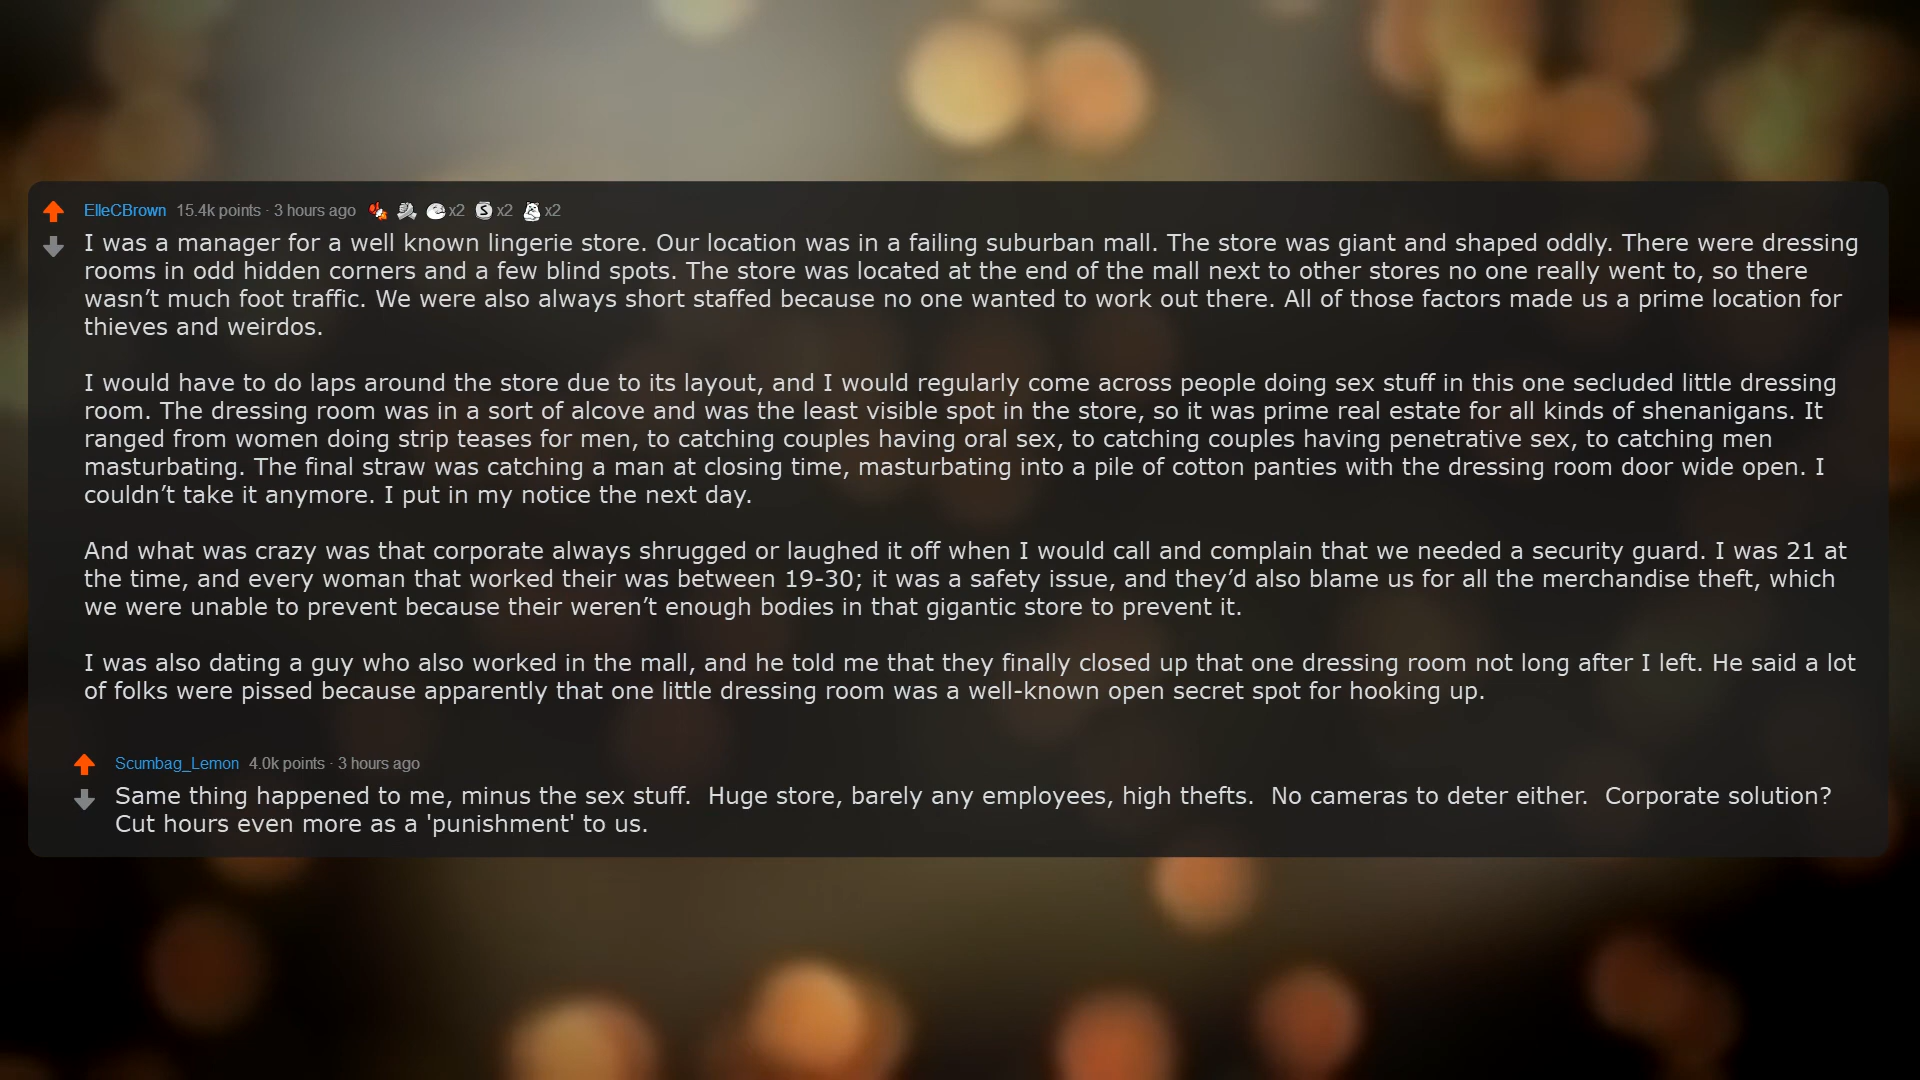 ElleCBrown 15.4k points · 3 hours ago x2 S x2 x2
I was a manager for a well known lingerie store. Our location was in a failing suburban mall. The store was giant and shaped oddly. There were dressing
rooms in odd hidden corners and a few blind spots. The store was located at the end of the mall next to other stores no one really went to, so there
wasn’t much foot traffic. We were also always short staffed because no one wanted to work out there. All of those factors made us a prime location for
thieves and weirdos.
I would have to do laps around the store due to its layout, and I would regularly come across people doing sex stuff in this one secluded little dressing
room. The dressing room was in a sort of alcove and was the least visible spot in the store, so it was prime real estate for all kinds of shenanigans. It
ranged from women doing strip teases for men, to catching couples having oral sex, to catching couples having penetrative sex, to catching men
masturbating. The final straw was catching a man at closing time, masturbating into a pile of cotton panties with the dressing room door wide open. I
couldn’t take it anymore. I put in my notice the next day.
And what was crazy was that corporate always shrugged or laughed it off when I would call and complain that we needed a security guard. I was 21 at
the time, and every woman that worked their was between 19-30; it was a safety issue, and they’d also blame us for all the merchandise theft, which
we were unable to prevent because their weren’t enough bodies in that gigantic store to prevent it.
I was also dating a guy who also worked in the mall, and he told me that they finally closed up that one dressing room not long after I left. He said a lot
of folks were pissed because apparently that one little dressing room was a well-known open secret spot for hooking up.
Scumbag_Lemon 4.0k points · 3 hours ago
Same thing happened to me, minus the sex stuff.  Huge store, barely any employees, high thefts.  No cameras to deter either.  Corporate solution?
Cut hours even more as a 'punishment' to us.